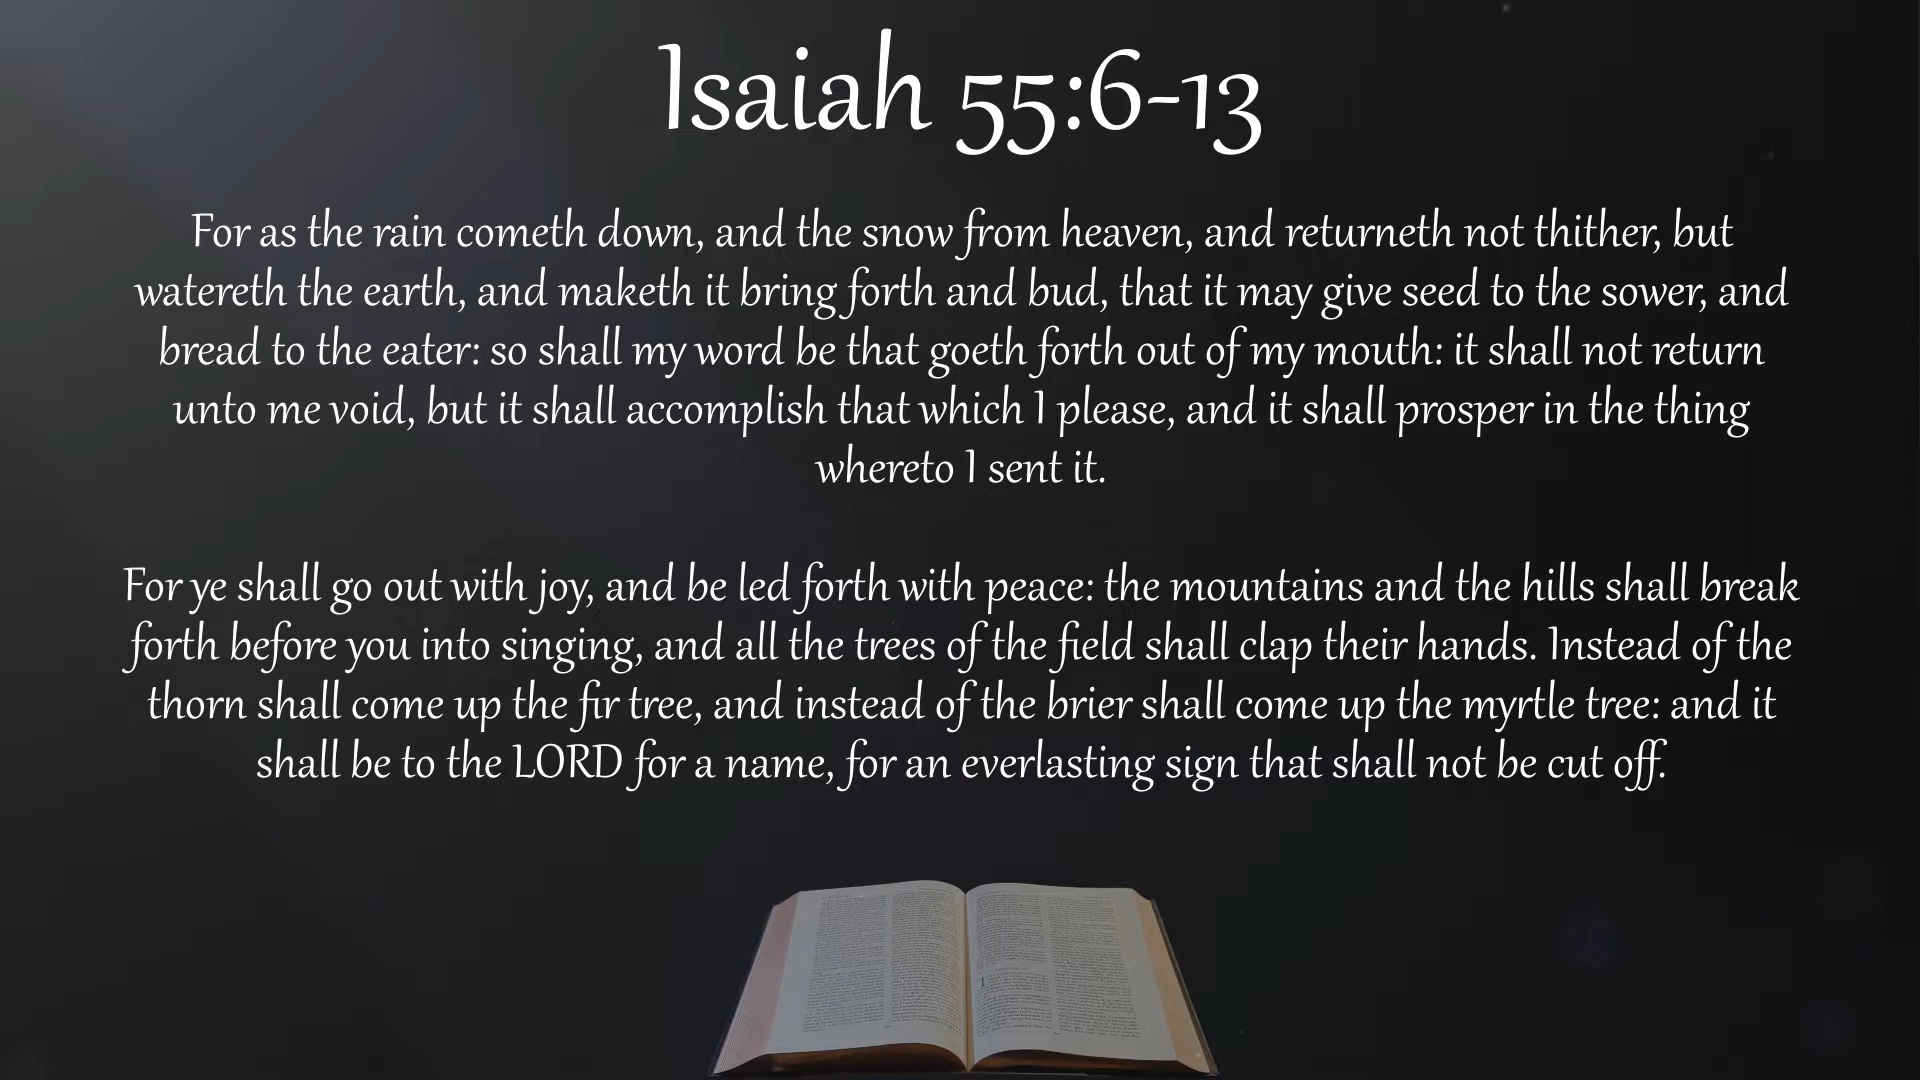 Isaiah 55:6-13
For as the rain cometh down, and the snow from heaven, and returneth not thither, but
watereth the earth, and maketh it bring forth and bud, that it may give seed to the sower, and
bread to the eater: so shall my word be that goeth forth out of my mouth: it shall not return
unto me void, but it shall accomplish that which I please, and it shall prosper in the thing
whereto I sent it.
For ye shall go out with joy, and be led forth with peace: the mountains and the hills shall break
forth before you into singing, and all the trees of the field shall clap their hands. Instead of the
thorn shall come up the fir tree, and instead of the brier shall come up the myrtle tree: and it
shall be to the LORD for a name, for an everlasting sign that shall not be cut off.